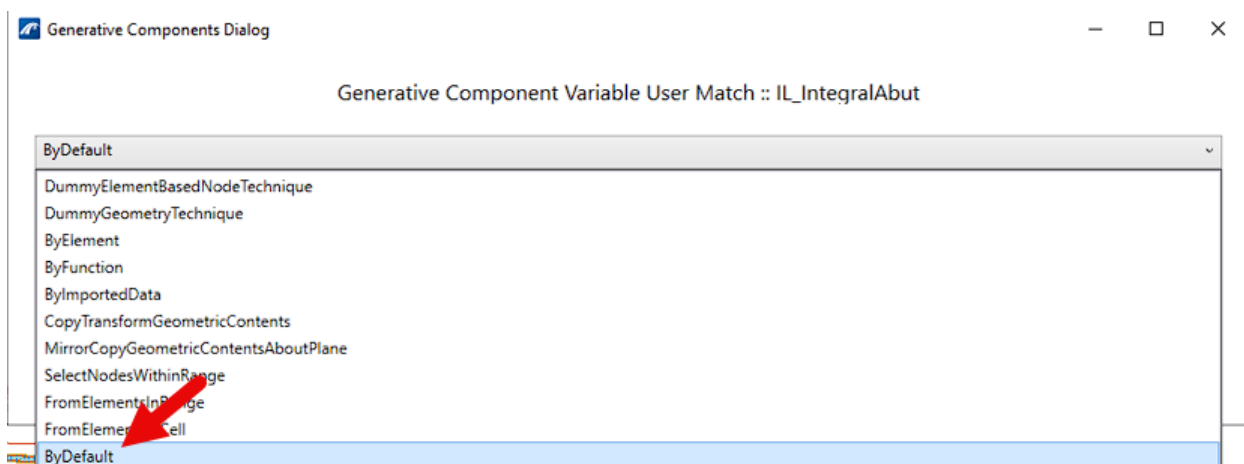 Generative Components Dialog
Generative Component Variable User Match :: IL_IntegralAbut
ByDefault
DummyElementBasedNodeTechnique
DummyGeometryTechnique
ByElement
ByFunction
ByImportedData
CopyTransformGeometricContents
MirrorCopyGeometricContentsAboutPlane
SelectNodesWithinRange
ByDefault